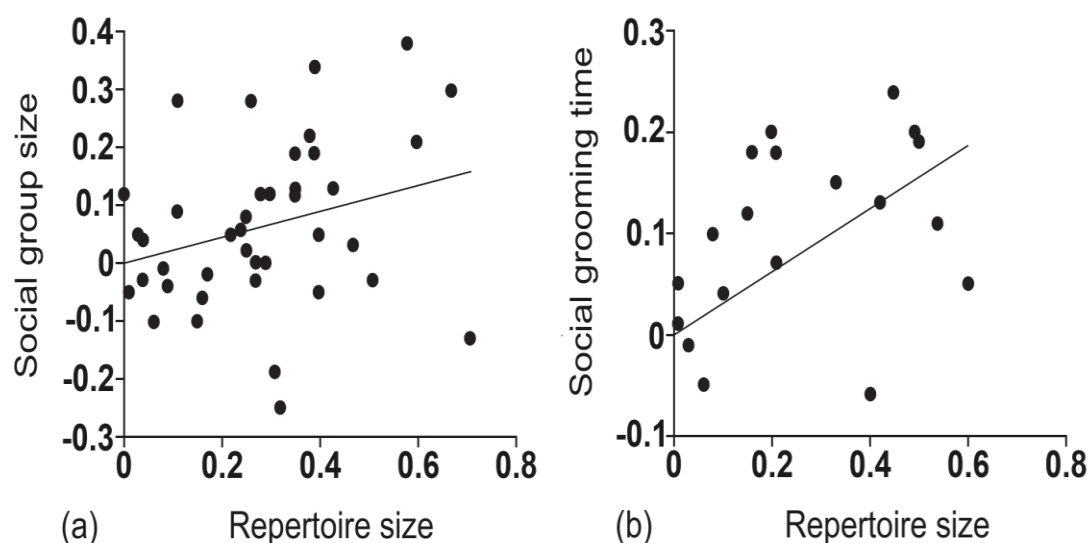 0.4
0.3
0.2
0.1
0
-0.1
-0.2
-0.3
Social group size
0 0.2 0.4 0.6 0.8
(a) Repertoire size
0.3
0.2
0.1
0
-0.1
Social grooming time
0 0.2 0.4 0.6 0.8
(b) Repertoire size